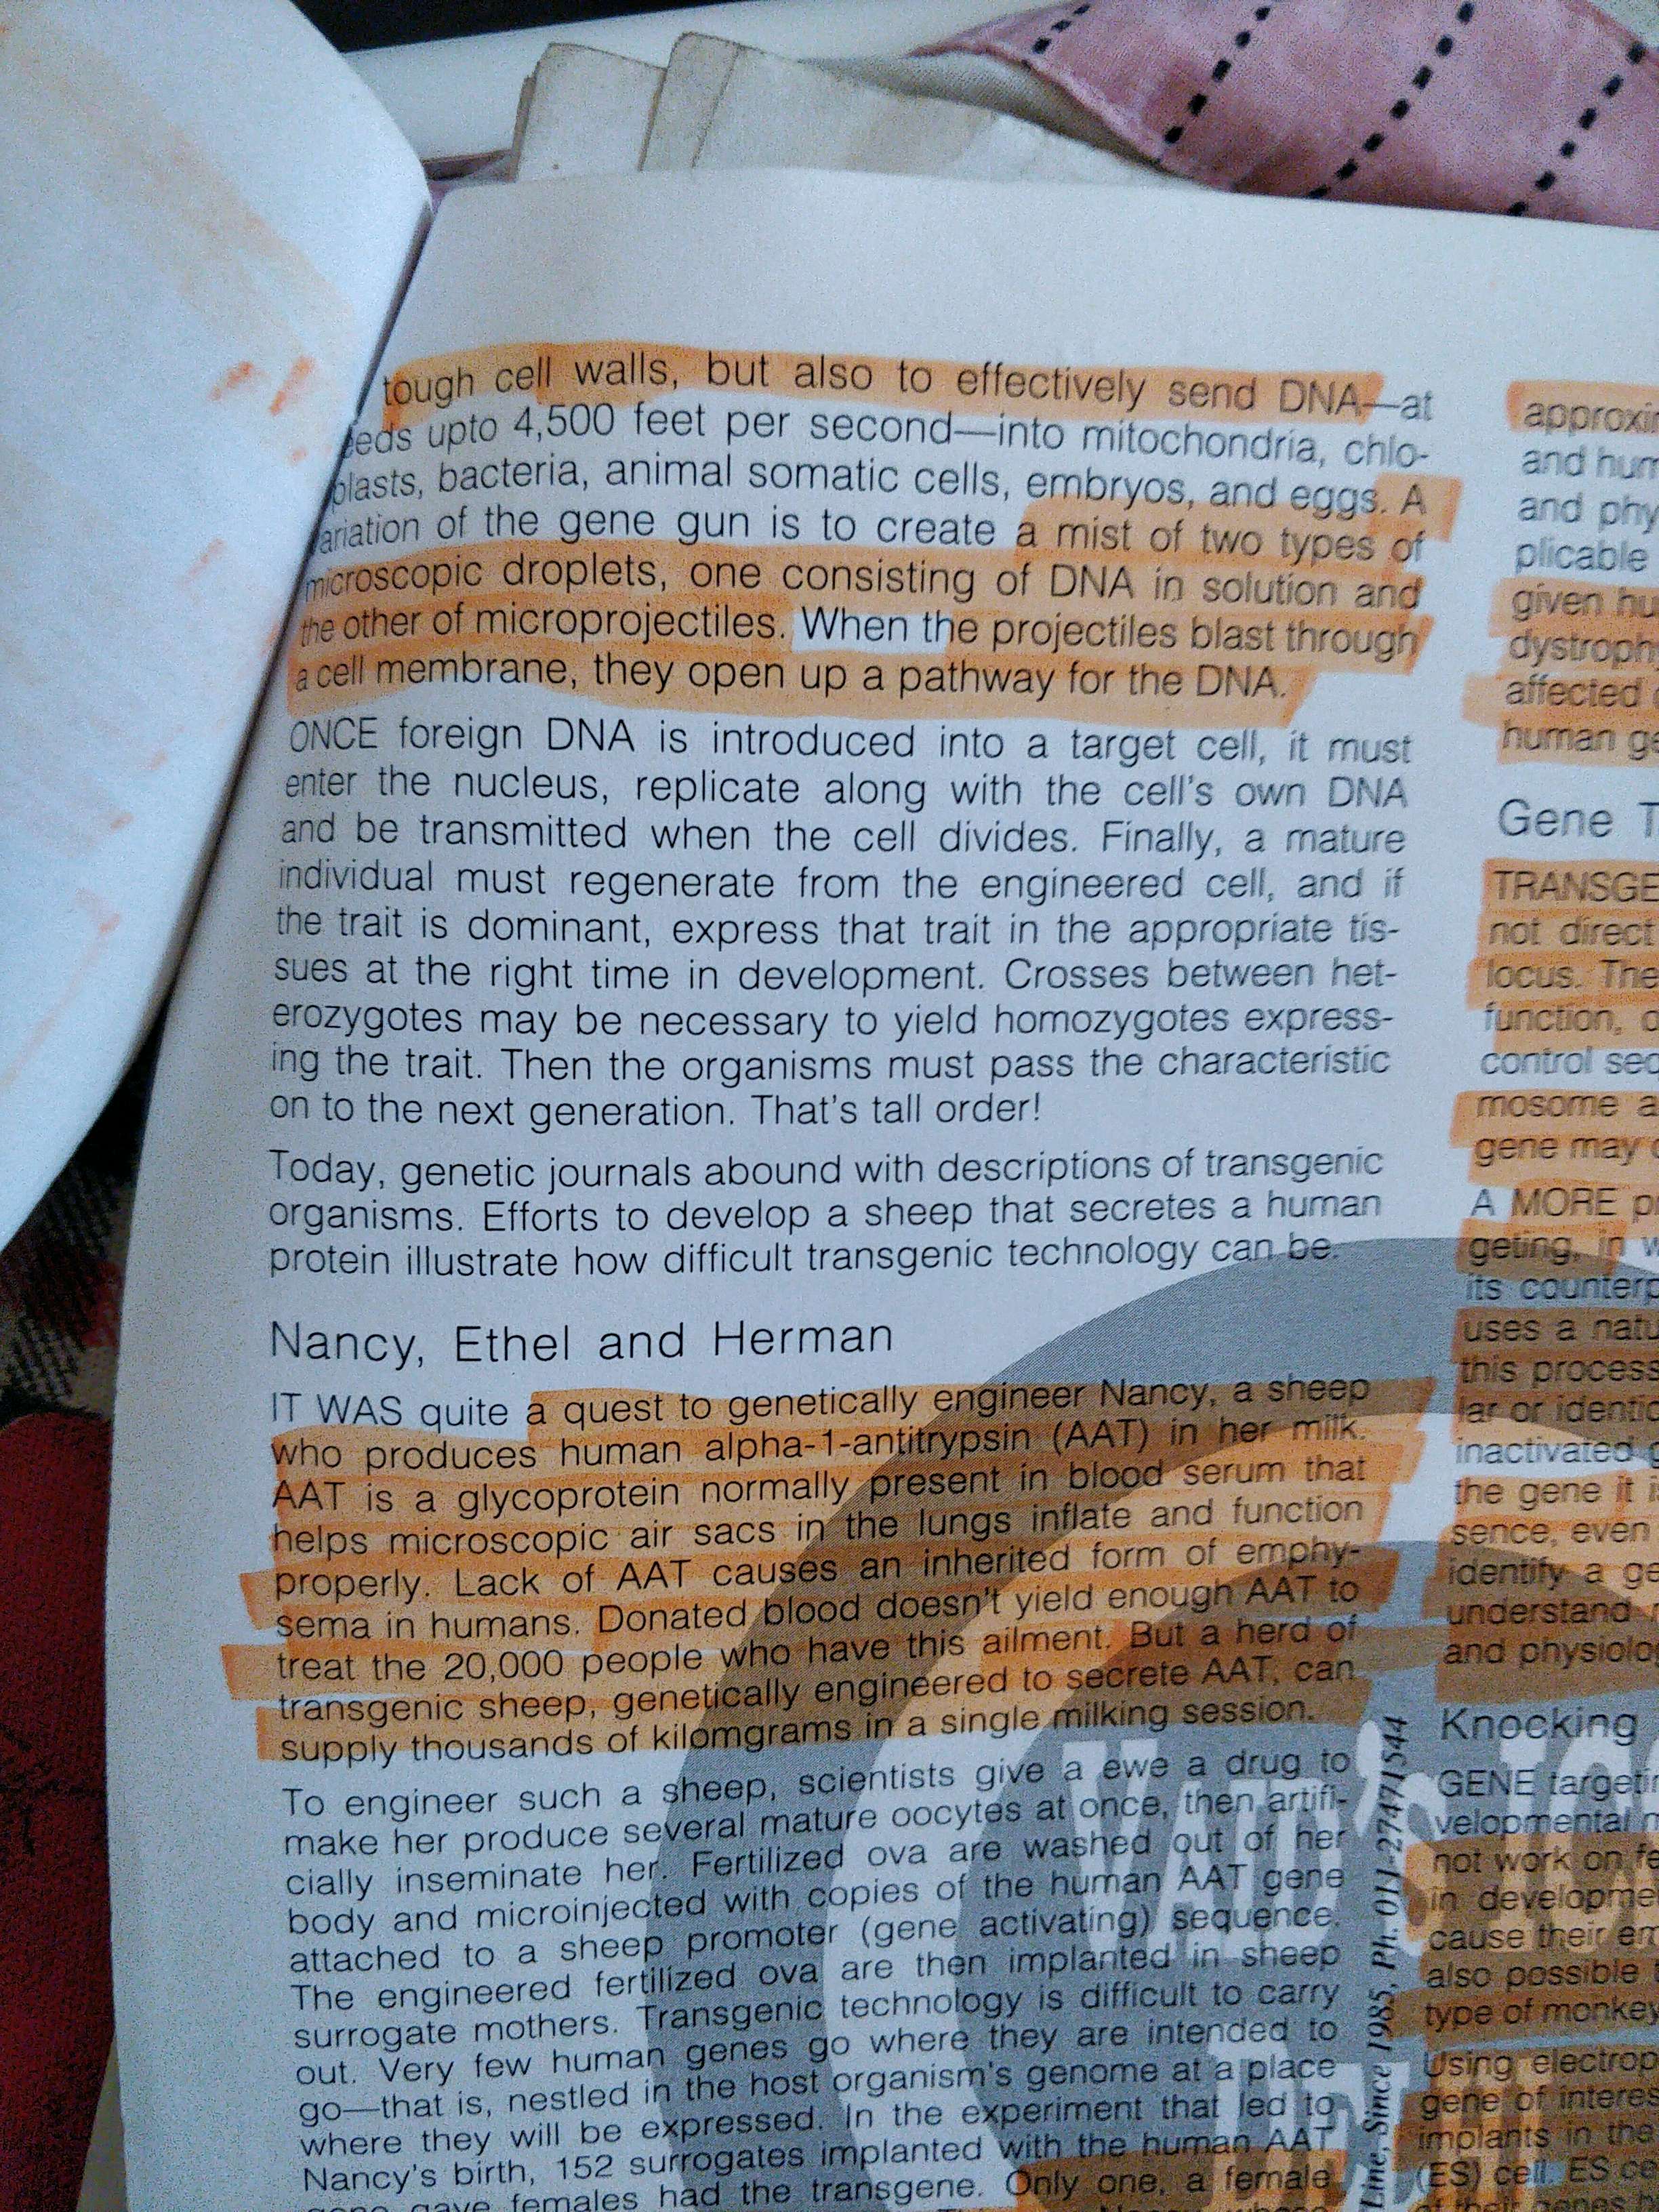 tough cell walls, but also to effectively send DNA—at
eeds upto 4,500 feet per second—into mitochondria, chlo-
plasts, bacteria, animal somatic cells, embryos, and eggs. A
ariation of the gene gun is to create a mist of two types of
microscopic droplets, one consisting of DNA in solution and
the other of microprojectiles. When the projectiles blast through
a cell membrane, they open up a pathway for the DNA.
ONCE foreign DNA is introduced into a target cell, it must
enter the nucleus, replicate along with the cell's own DNA
and be transmitted when the cell divides. Finally, a mature
individual must regenerate from the engineered cell, and if
the trait is dominant, express that trait in the appropriate tis-
sues at the right time in development. Crosses between het-
erozygotes may be necessary to yield homozygotes express-
ing the trait. Then the organisms must pass the characteristic
on to the next generation. That's tall order!
Today, genetic journals abound with descriptions of transgenic
organisms. Efforts to develop a sheep that secretes a human
protein illustrate how difficult transgenic technology can be.
Nancy, Ethel and Herman
IT WAS quite a quest to genetically engineer Nancy, a sheep
who produces human alpha-1-antitrypsin (AAT) in her milk.
AAT is a glycoprotein normally present in blood serum that
helps microscopic air sacs in the lungs inflate and function
properly. Lack of AAT causes an inherited form of emphy-
sema in humans. Donated blood doesn't yield enough AAT to
treat the 20,000 people who have this ailment. But a herd of
transgenic sheep, genetically engineered to secrete AAT, can
supply thousands of kilomgrams in a single milking session.
To engineer such a sheep, scientists give a ewe a drug to
make her produce several mature oocytes at once, then artifi-
cially inseminate her. Fertilized ova are washed out of her
body and microinjected with copies of the human AAT gene
attached to a sheep promoter (gene activating) sequence.
The engineered fertilized ova are then implanted in sheep
surrogate mothers. Transgenic technology is difficult to carry
out. Very few human genes go where they are intended to
go—that is, nestled in the host organism's genome at a place
where they will be expressed. In the experiment that led to
Nancy's birth, 152 surrogates implanted with the human AAT
gene gave females had the transgene. Only one, a female
Line, Since 1985, Ph. 011-27471544
approxi
and hum
and phy
plicable
given hu
dystroph
affected
human ge
Gene T
TRANSGE
not direct
locus. The
function, o
control seq
mosome a
gene may
A MORE pr
geting, in w
its counterp
uses a natu
this process
lar or identic
inactivated g
the gene it i
sence, even
identify a ge
understand
and physiolog
Knocking
GENE targetin
velopmental
not work on fe
in developme
cause their em
also possible
type of monkey
Using electrop
gene of interes
implants in the
(ES) cell. ES ce